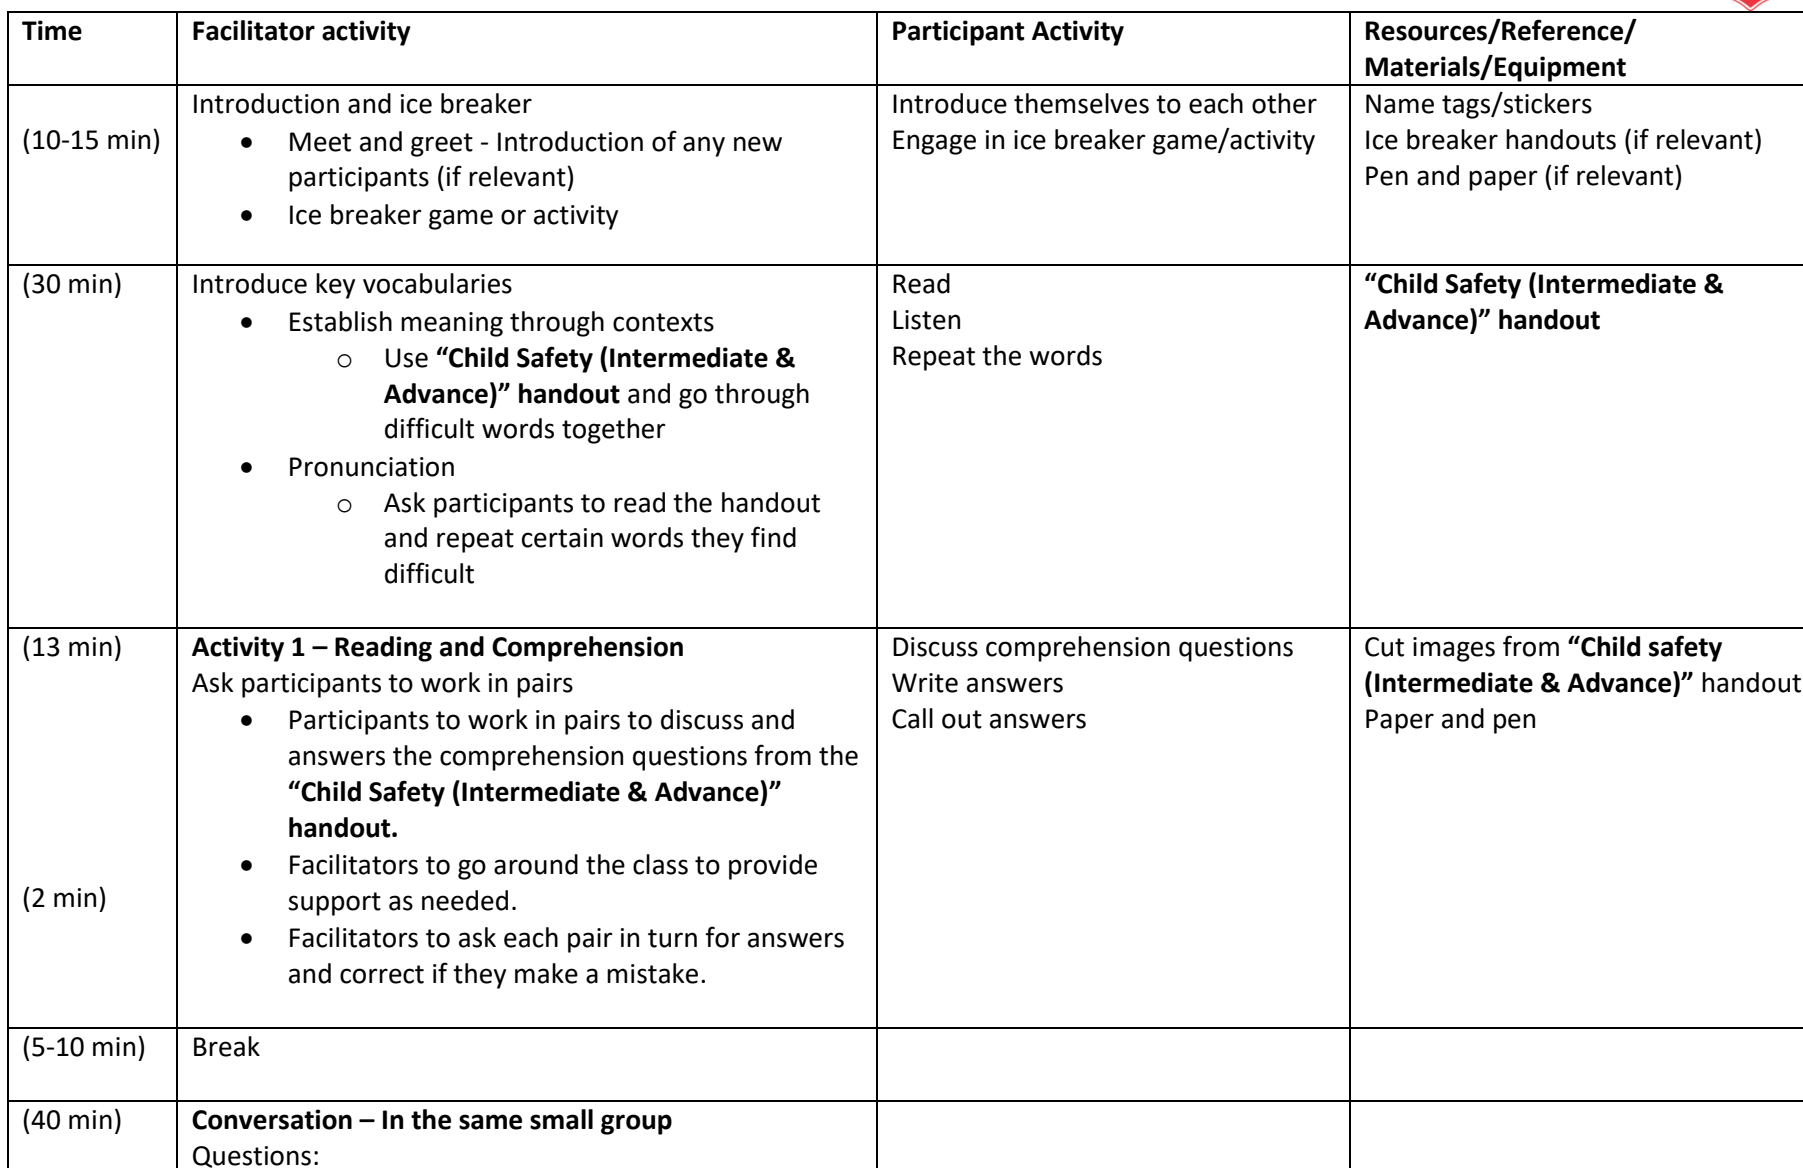 Time
Facilitator activity
Participant Activity
Resources/Reference/
Materials/Equipment
(10-15 min)
Introduction and ice breaker
• Meet and greet - Introduction of any new
participants (if relevant)
• Ice breaker game or activity
Introduce themselves to each other
Engage in ice breaker game/activity
Name tags/stickers
Ice breaker handouts (if relevant)
Pen and paper (if relevant)
(30 min)
Introduce key vocabularies
• Establish meaning through contexts
o Use “Child Safety (Intermediate &
Advance)” handout and go through
difficult words together
• Pronunciation
o Ask participants to read the handout
and repeat certain words they find
difficult
Read
Listen
Repeat the words
“Child Safety (Intermediate &
Advance)” handout
(13 min)
(2 min)
Activity 1 – Reading and Comprehension
Ask participants to work in pairs
• Participants to work in pairs to discuss and
answers the comprehension questions from the
“Child Safety (Intermediate & Advance)”
handout.
• Facilitators to go around the class to provide
support as needed.
• Facilitators to ask each pair in turn for answers
and correct if they make a mistake.
Discuss comprehension questions
Write answers
Call out answers
Cut images from “Child safety
(Intermediate & Advance)” handout
Paper and pen
(5-10 min)
Break
(40 min)
Conversation – In the same small group
Questions: